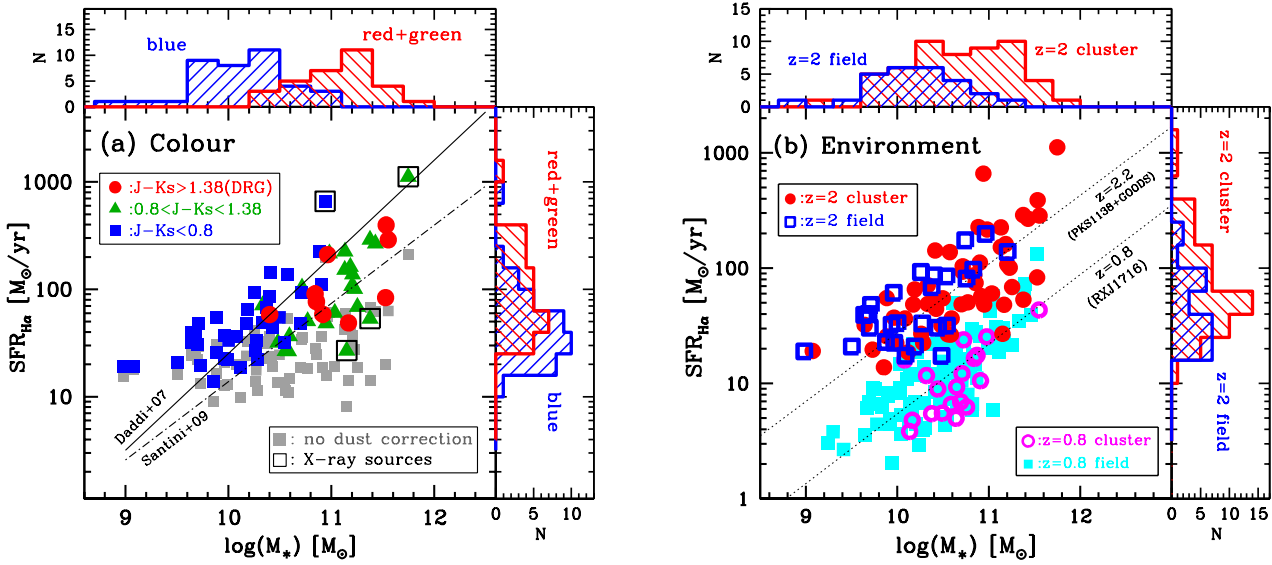 15
10
5
0
N
blue
red+green
(a) Colour
:J-Ks>1.38(DRG)
:0.8<J-Ks<1.38
:J-Ks<0.8
1000
100
10
1
SFRHα [M⊙/yr]
Daddi+07
Santini+09
: no dust correction
: X-ray sources
9 10 11 12
log(M*) [M⊙]
red+green
blue
0 5 10
N
15
10
5
0
N
z=2 field
z=2 cluster
(b) Environment
:z=2 cluster
:z=2 field
z=2.2
(PKS1138+GOODS)
z=0.8
(RXJ1716)
1000
100
10
1
SFRHα [M⊙/yr]
:z=0.8 cluster
:z=0.8 field
9 10 11 12
log(M*) [M⊙]
z=2 cluster
z=2 field
0 5 10 15
N